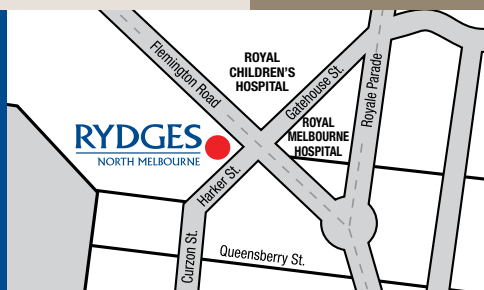 Flemington Road
ROYAL
CHILDREN'S
HOSPITAL
Gatehouse St.
Royale Parade
ROYAL
MELBOURNE
HOSPITAL
RYDGES
NORTH MELBOURNE
Harker St.
Curzon St.
Queensberry St.